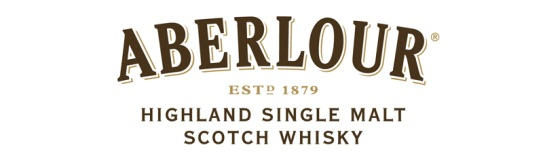 ABERLOUR®
ESTD 1879
HIGHLAND SINGLE MALT
SCOTCH WHISKY